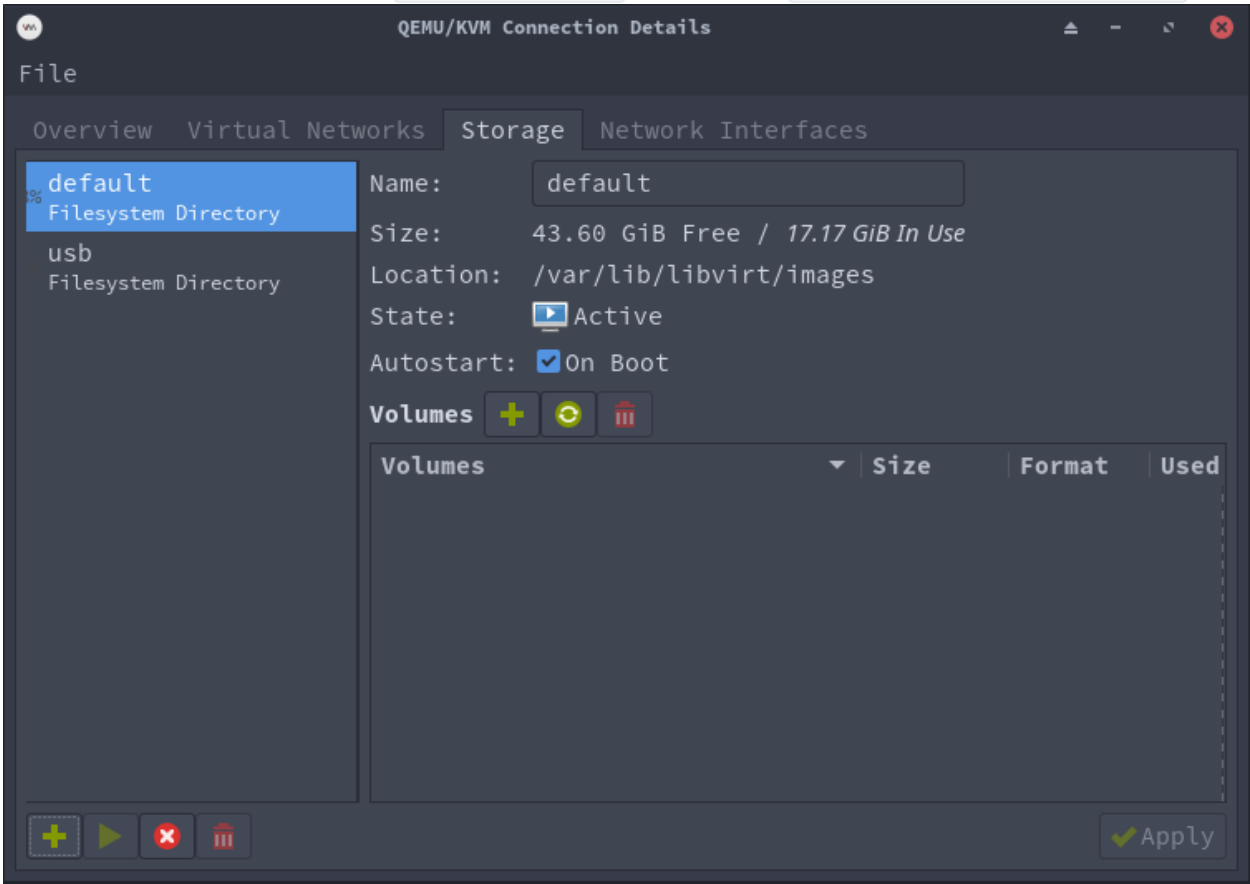 QEMU/KVM Connection Details
File
Overview Virtual Networks Storage Network Interfaces
default
Filesystem Directory
usb
Filesystem Directory
Name: default
Size: 43.60 GiB Free / 17.17 GiB In Use
Location: /var/lib/libvirt/images
State: Active
Autostart: On Boot
Volumes
Volumes Size Format Used
Apply